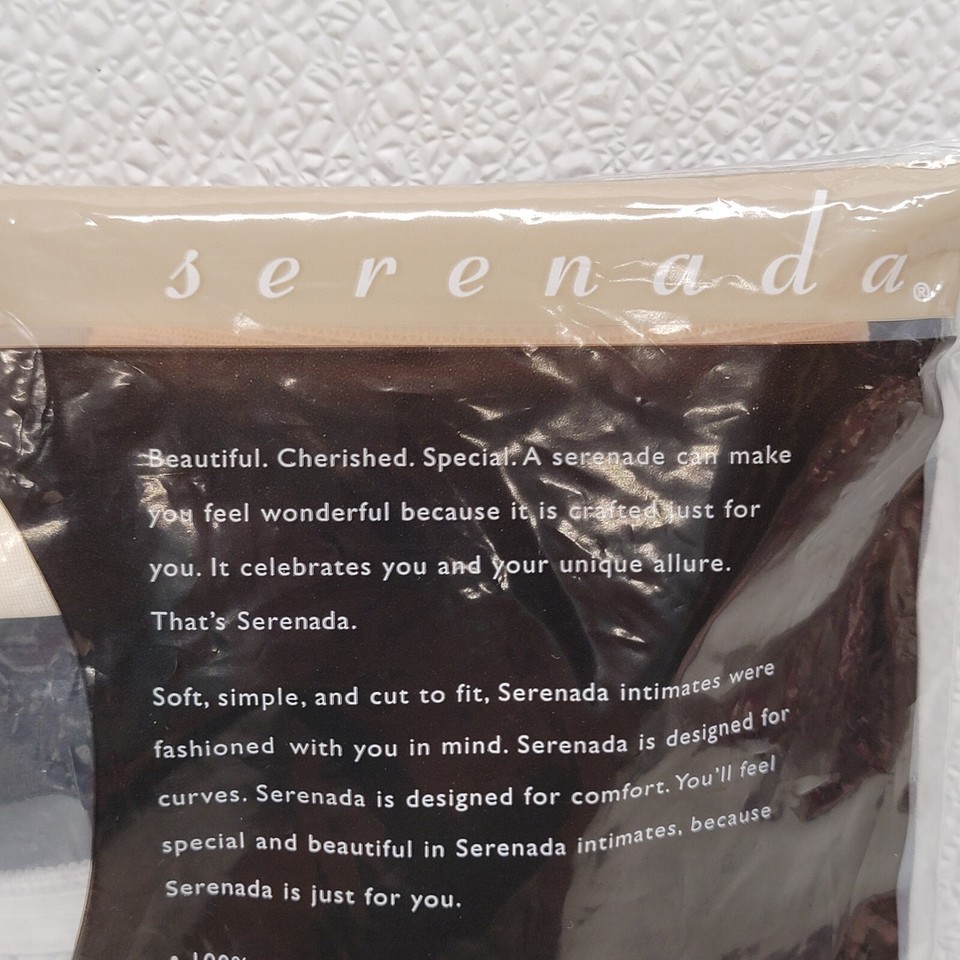 serenada®
Beautiful. Cherished. Special. A serenade can make
you feel wonderful because it is crafted just for
you. It celebrates you and your unique allure.
That's Serenada.
Soft, simple, and cut to fit, Serenada intimates were
fashioned with you in mind. Serenada is designed for
curves. Serenada is designed for comfort. You'll feel
special and beautiful in Serenada intimates, because
Serenada is just for you.
• 100%